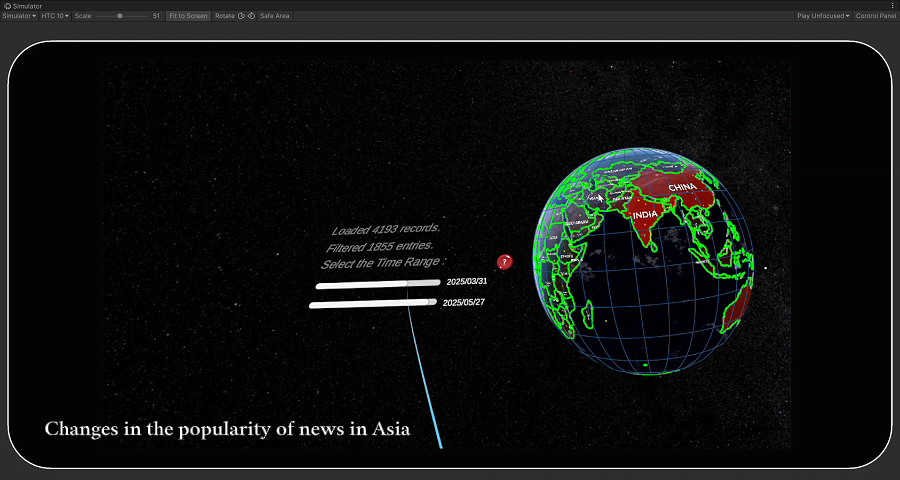 Simulator
Simulator HTC 10 Scale 51 Fit to Screen Rotate Safe Area Play Unfocused Control Panel
Loaded 4193 records.
Filtered 1855 entries.
Select the Time Range :
2025/03/31
2025/05/27
?
CHINA
INDIA
Changes in the popularity of news in Asia